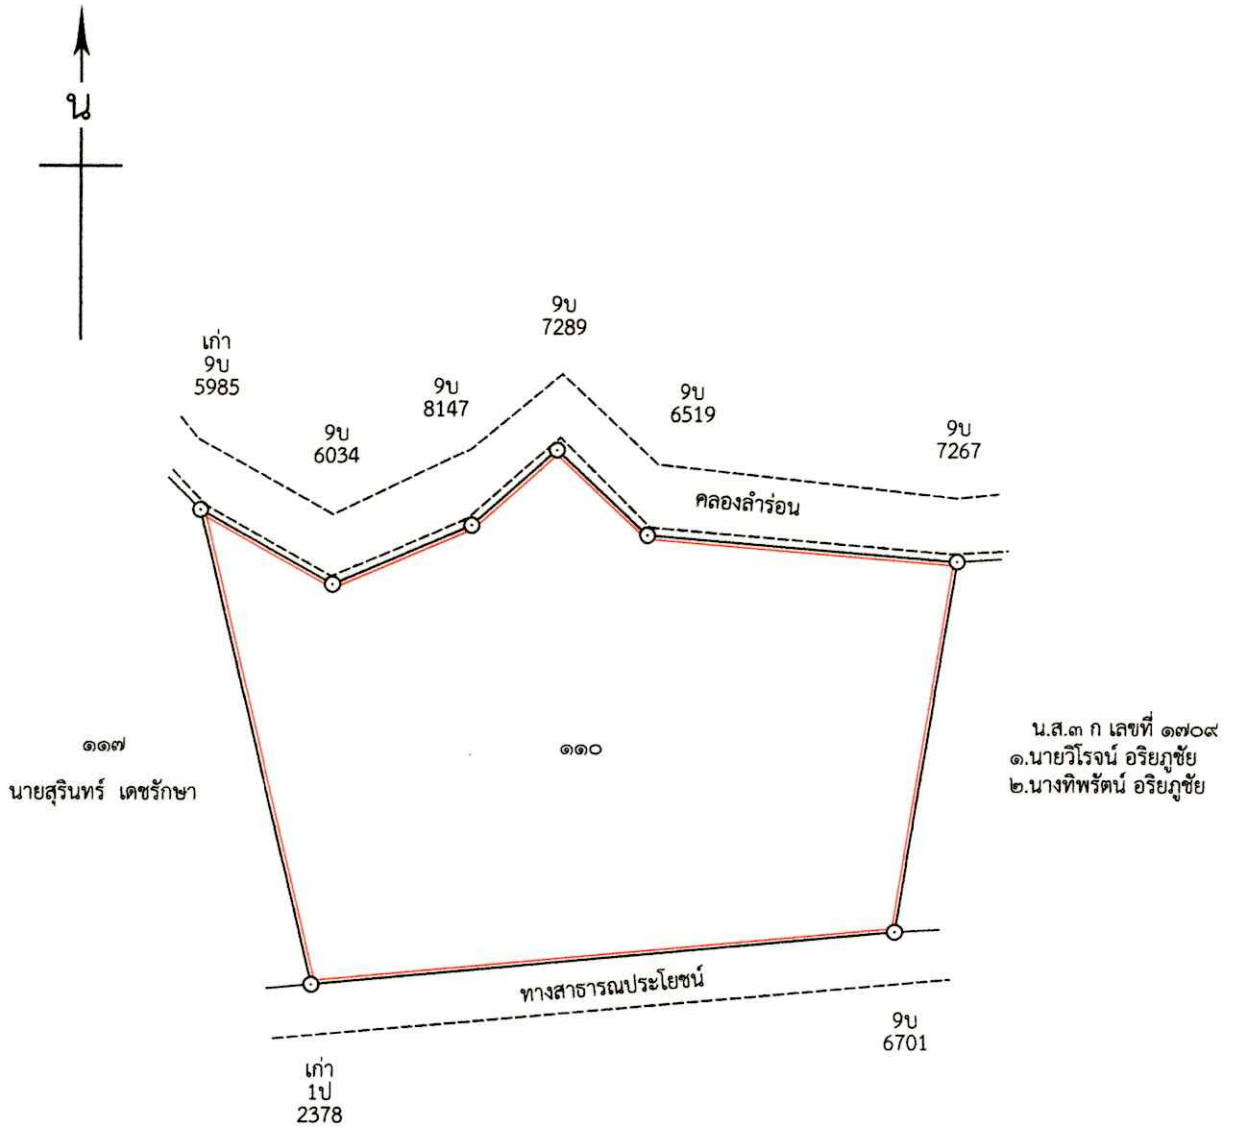 น
9บ
7289
เก่า
9บ
5985
9บ
8147
9บ
6519
9บ
6034
9บ
7267
คลองลำร่อน
๑๑๗
นายสุรินทร์ เดชรักษา
๑๑๐
น.ส.๓ ก เลขที่ ๑๗๐๙
๑.นายวิโรจน์ อริยภูชัย
๒.นางทิพรัตน์ อริยภูชัย
ทางสาธารณประโยชน์
9บ
6701
เก่า
1ป
2378